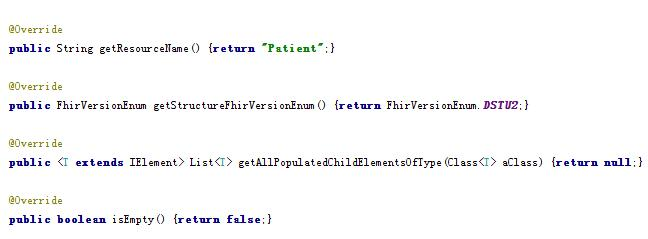 @Override
public String getResourceName() {return "Patient";}
@Override
public FhirVersionEnum getStructureFhirVersionEnum() {return FhirVersionEnum.DSTU2;}
@Override
public <T extends IElement> List<T> getAllPopulatedChildElementsOfType(Class<T> aClass) {return null;}
@Override
public boolean isEmpty() {return false;}